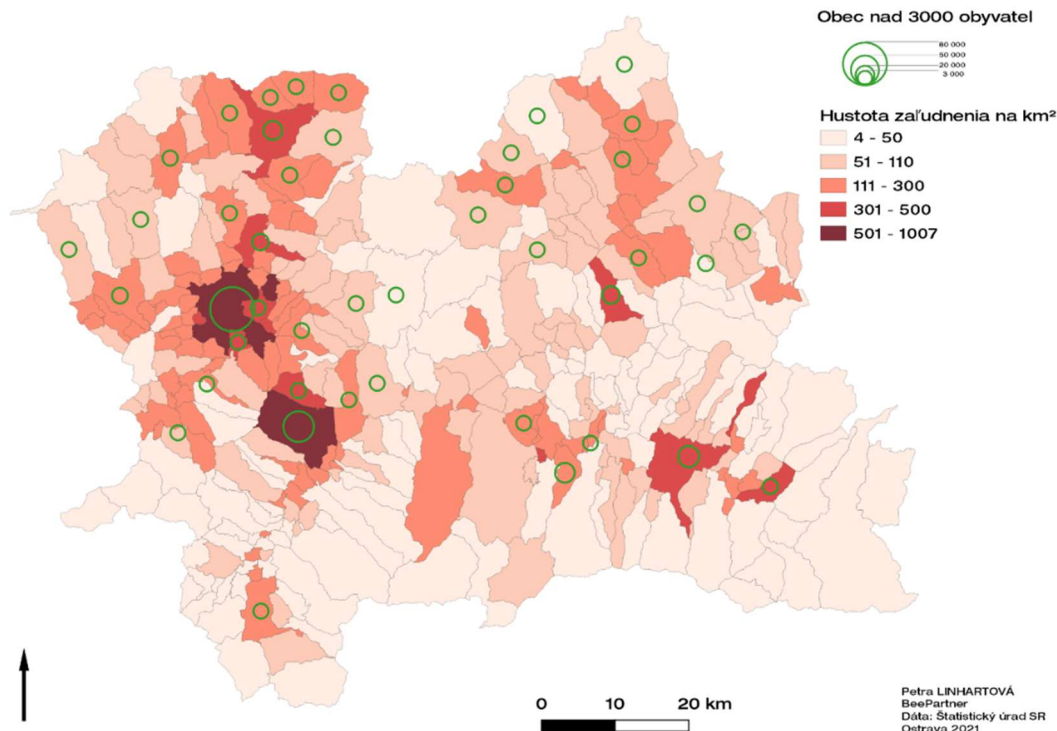 Obec nad 3000 obyvatel
80 000
50 000
20 000
3 000
Hustota zaľudnenia na km²
4 - 50
51 - 110
111 - 300
301 - 500
501 - 1007
0 10 20 km
Petra LINHARTOVÁ
BeePartner
Dáta: Štatistický úrad SR
Ostrava 2021